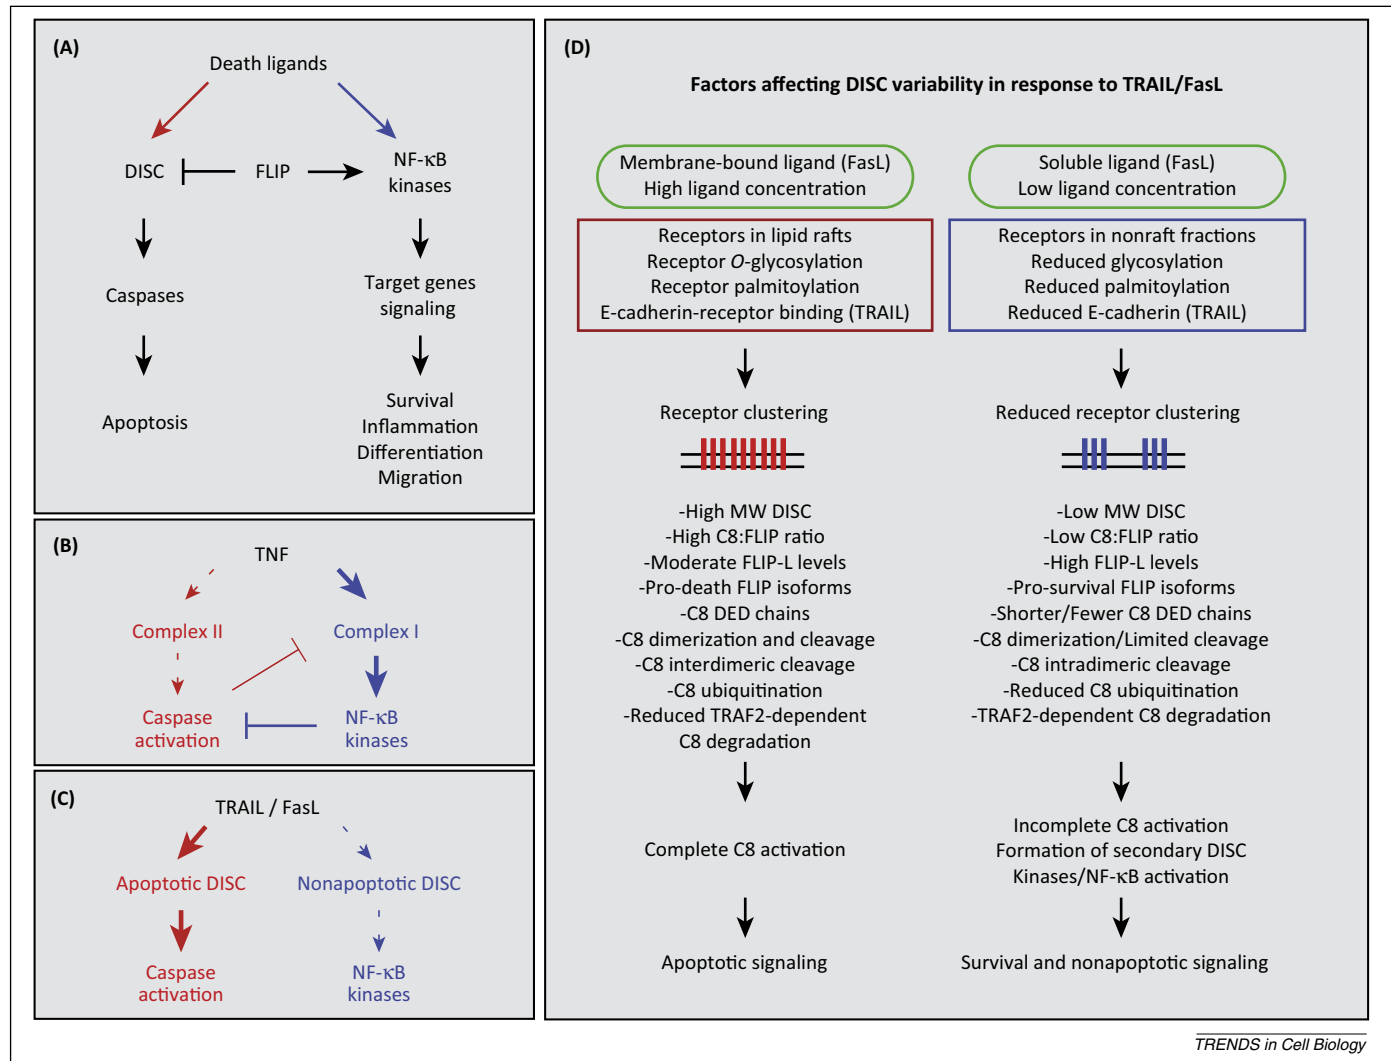 (A)
Death ligands
DISC
FLIP
NF-κB
kinases
Caspases
Target genes
signaling
Apoptosis
Survival
Inflammation
Differentiation
Migration
(B)
TNF
Complex II
Complex I
Caspase
activation
NF-κB
kinases
(C)
TRAIL / FasL
Apoptotic DISC
Nonapoptotic DISC
Caspase
activation
NF-κB
kinases
(D)
Factors affecting DISC variability in response to TRAIL/FasL
Membrane-bound ligand (FasL)
High ligand concentration
Receptors in lipid rafts
Receptor O-glycosylation
Receptor palmitoylation
E-cadherin-receptor binding (TRAIL)
Receptor clustering
-High MW DISC
-High C8:FLIP ratio
-Moderate FLIP-L levels
-Pro-death FLIP isoforms
-C8 DED chains
-C8 dimerization and cleavage
-C8 interdimeric cleavage
-C8 ubiquitination
-Reduced TRAF2-dependent
C8 degradation
Complete C8 activation
Apoptotic signaling
Soluble ligand (FasL)
Low ligand concentration
Receptors in nonraft fractions
Reduced glycosylation
Reduced palmitoylation
Reduced E-cadherin (TRAIL)
Reduced receptor clustering
-Low MW DISC
-Low C8:FLIP ratio
-High FLIP-L levels
-Pro-survival FLIP isoforms
-Shorter/Fewer C8 DED chains
-C8 dimerization/Limited cleavage
-C8 intradimeric cleavage
-Reduced C8 ubiquitination
-TRAF2-dependent C8 degradation
Incomplete C8 activation
Formation of secondary DISC
Kinases/NF-κB activation
Survival and nonapoptotic signaling
TRENDS in Cell Biology